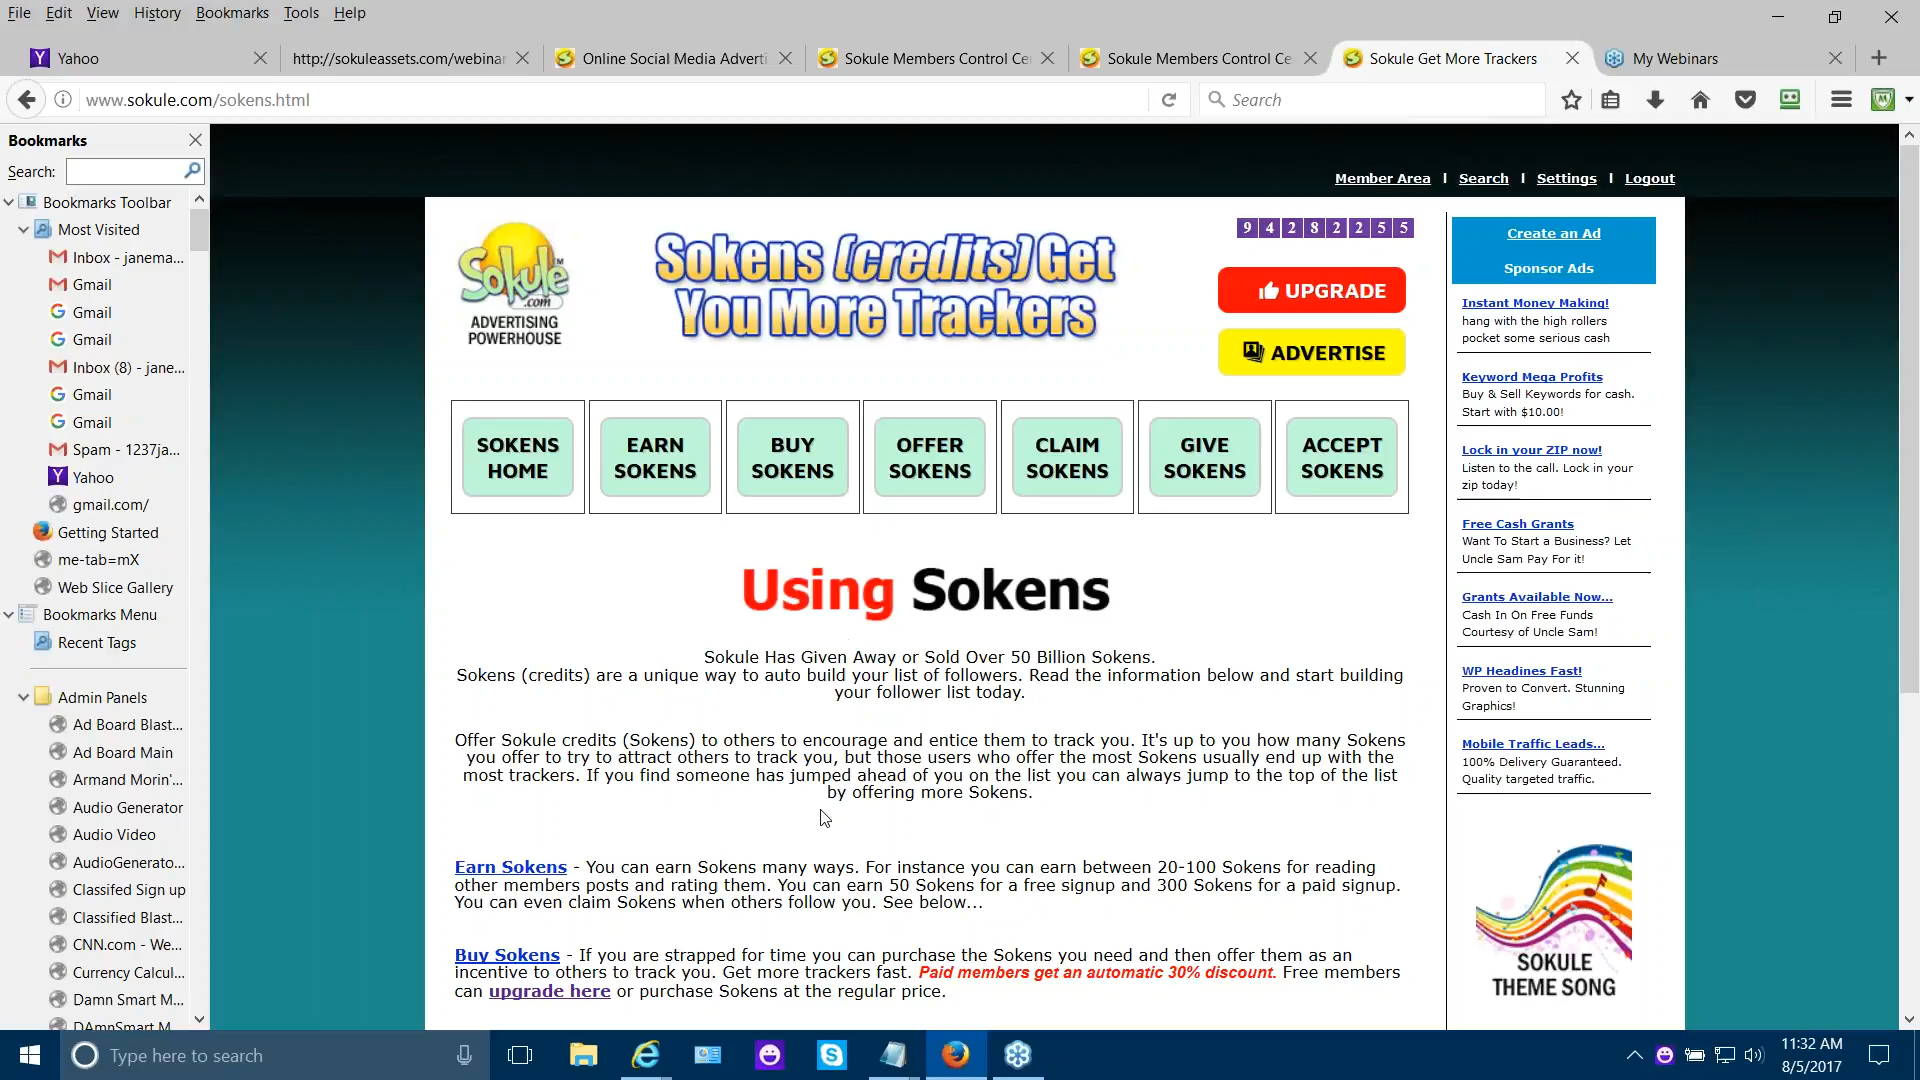 File Edit View History Bookmarks Tools Help
Yahoo
http://sokuleassets.com/webinar
Online Social Media Adverti
Sokule Members Control Ce
Sokule Members Control Ce
Sokule Get More Trackers
My Webinars
www.sokule.com/sokens.html
Search
Bookmarks
Search:
Bookmarks Toolbar
Most Visited
Inbox - janema...
Gmail
Gmail
Gmail
Inbox (8) - jane...
Gmail
Gmail
Spam - 1237ja...
Yahoo
gmail.com/
Getting Started
me-tab=mX
Web Slice Gallery
Bookmarks Menu
Recent Tags
Admin Panels
Ad Board Blast...
Ad Board Main
Armand Morin'...
Audio Generator
Audio Video
AudioGenerato...
Classifed Sign up
Classified Blast...
CNN.com - We...
Currency Calcul...
Damn Smart M...
DAmnSmart M
Member Area | Search | Settings | Logout
Sokule™
.com
ADVERTISING
POWERHOUSE
Sokens (credits) Get
You More Trackers
9 4 2 8 2 2 5 5
UPGRADE
ADVERTISE
SOKENS
HOME
EARN
SOKENS
BUY
SOKENS
OFFER
SOKENS
CLAIM
SOKENS
GIVE
SOKENS
ACCEPT
SOKENS
Using Sokens
Sokule Has Given Away or Sold Over 50 Billion Sokens.
Sokens (credits) are a unique way to auto build your list of followers. Read the information below and start building
your follower list today.
Offer Sokule credits (Sokens) to others to encourage and entice them to track you. It's up to you how many Sokens
you offer to try to attract others to track you, but those users who offer the most Sokens usually end up with the
most trackers. If you find someone has jumped ahead of you on the list you can always jump to the top of the list
by offering more Sokens.
Earn Sokens - You can earn Sokens many ways. For instance you can earn between 20-100 Sokens for reading
other members posts and rating them. You can earn 50 Sokens for a free signup and 300 Sokens for a paid signup.
You can even claim Sokens when others follow you. See below...
Buy Sokens - If you are strapped for time you can purchase the Sokens you need and then offer them as an
incentive to others to track you. Get more trackers fast. Paid members get an automatic 30% discount. Free members
can upgrade here or purchase Sokens at the regular price.
Create an Ad
Sponsor Ads
Instant Money Making!
hang with the high rollers
pocket some serious cash
Keyword Mega Profits
Buy & Sell Keywords for cash.
Start with $10.00!
Lock in your ZIP now!
Listen to the call. Lock in your
zip today!
Free Cash Grants
Want To Start a Business? Let
Uncle Sam Pay For it!
Grants Available Now...
Cash In On Free Funds
Courtesy of Uncle Sam!
WP Headines Fast!
Proven to Convert. Stunning
Graphics!
Mobile Traffic Leads...
100% Delivery Guaranteed.
Quality targeted traffic.
SOKULE
THEME SONG
Type here to search
11:32 AM
8/5/2017